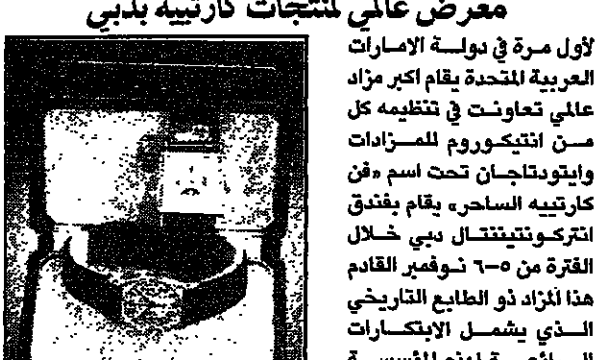 معرض عالمي لمنتجات كارتييه بدبي
لأول مرة في دولة الامارات
العربية المتحدة يقام اكبر مزاد
عالمي تعاونت في تنظيمه كل
من انتيكوروم للمزادات
وايتودتاجان تحت اسم «فن
كارتييه الساحر» يقام بفندق
انتركونتيننتال دبي خلال
الفترة من ٥-٦ نوفمبر القادم
هذا المزاد ذو الطابع التاريخي
الذي يشمل الابتكارات